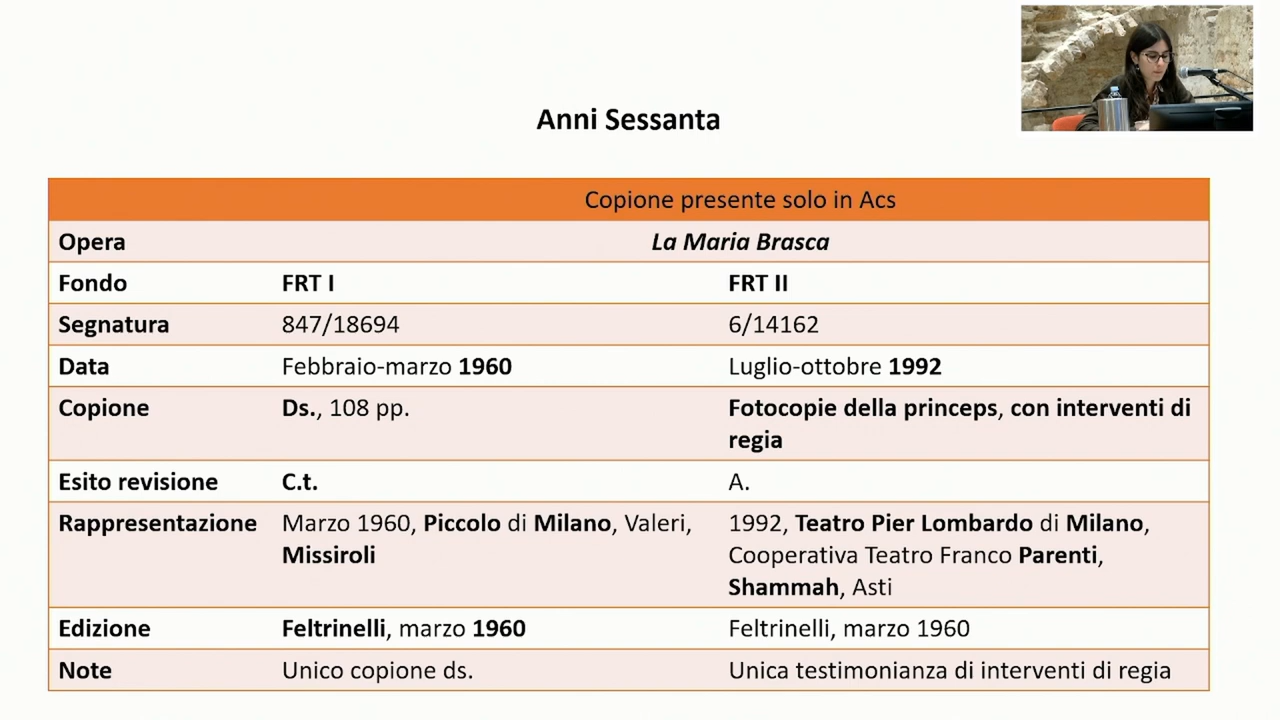 Anni Sessanta
Copione presente solo in Acs
Opera La Maria Brasca
Fondo FRT I FRT II
Segnatura 847/18694 6/14162
Data Febbraio-marzo 1960 Luglio-ottobre 1992
Copione Ds., 108 pp. Fotocopie della princeps, con interventi di
regia
Esito revisione C.t. A.
Rappresentazione Marzo 1960, Piccolo di Milano, Valeri, 1992, Teatro Pier Lombardo di Milano,
Missiroli Cooperativa Teatro Franco Parenti,
Shammah, Asti
Edizione Feltrinelli, marzo 1960 Feltrinelli, marzo 1960
Note Unico copione ds. Unica testimonianza di interventi di regia